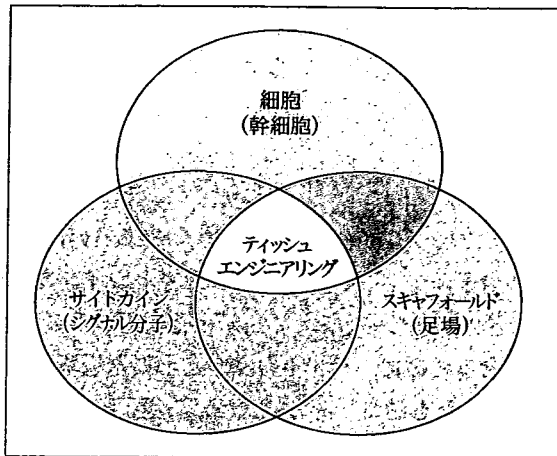 細胞
(幹細胞)
ティッシュ
エンジニアリング
サイトカイン
(シグナル分子)
スキャフォールド
(足場)